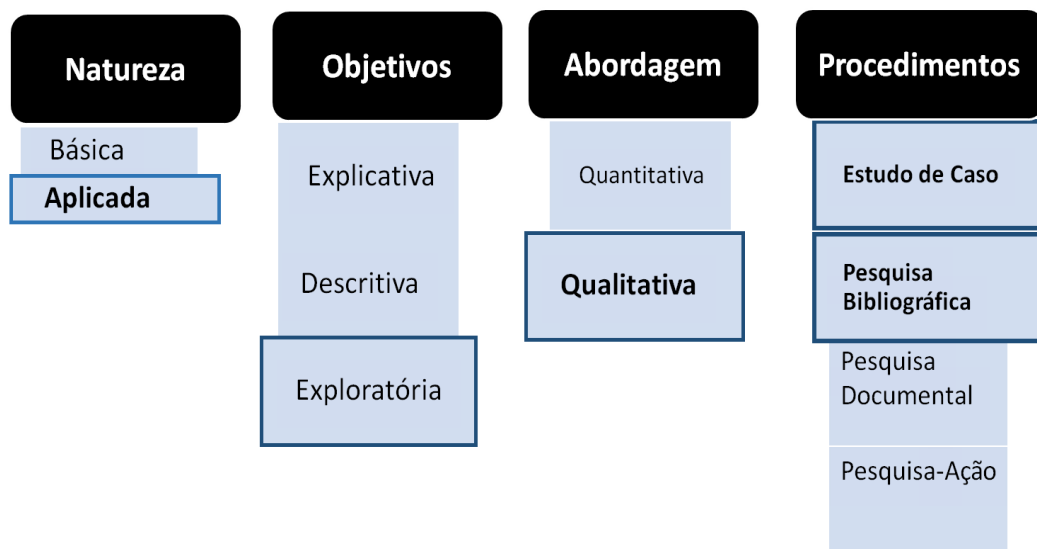 Natureza
Básica
Aplicada
Objetivos
Explicativa
Descritiva
Exploratória
Abordagem
Quantitativa
Qualitativa
Procedimentos
Estudo de Caso
Pesquisa
Bibliográfica
Pesquisa
Documental
Pesquisa-Ação